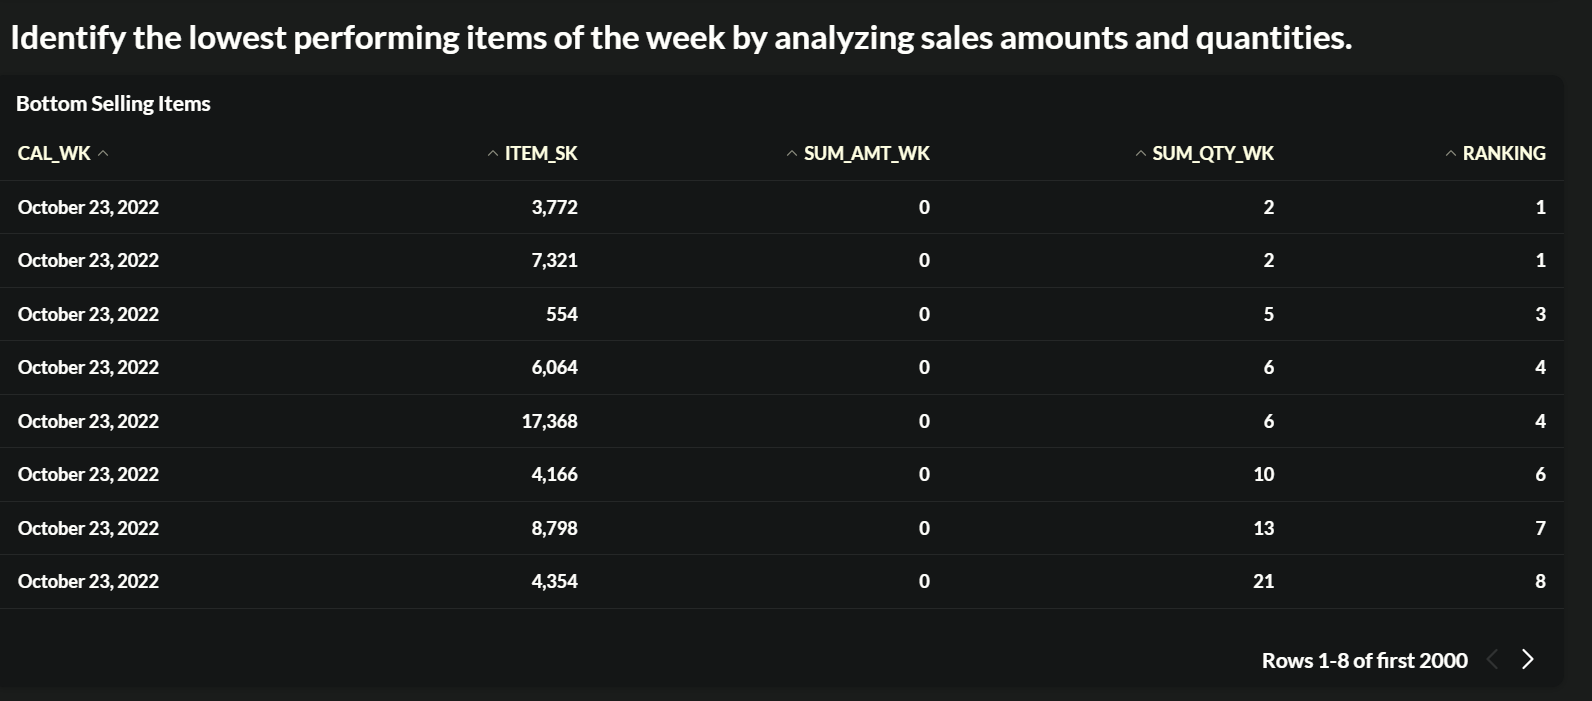 Identify the lowest performing items of the week by analyzing sales amounts and quantities.
Bottom Selling Items
CAL_WK ITEM_SK SUM_AMT_WK SUM_QTY_WK RANKING
October 23, 2022 3,772 0 2 1
October 23, 2022 7,321 0 2 1
October 23, 2022 554 0 5 3
October 23, 2022 6,064 0 6 4
October 23, 2022 17,368 0 6 4
October 23, 2022 4,166 0 10 6
October 23, 2022 8,798 0 13 7
October 23, 2022 4,354 0 21 8
Rows 1-8 of first 2000